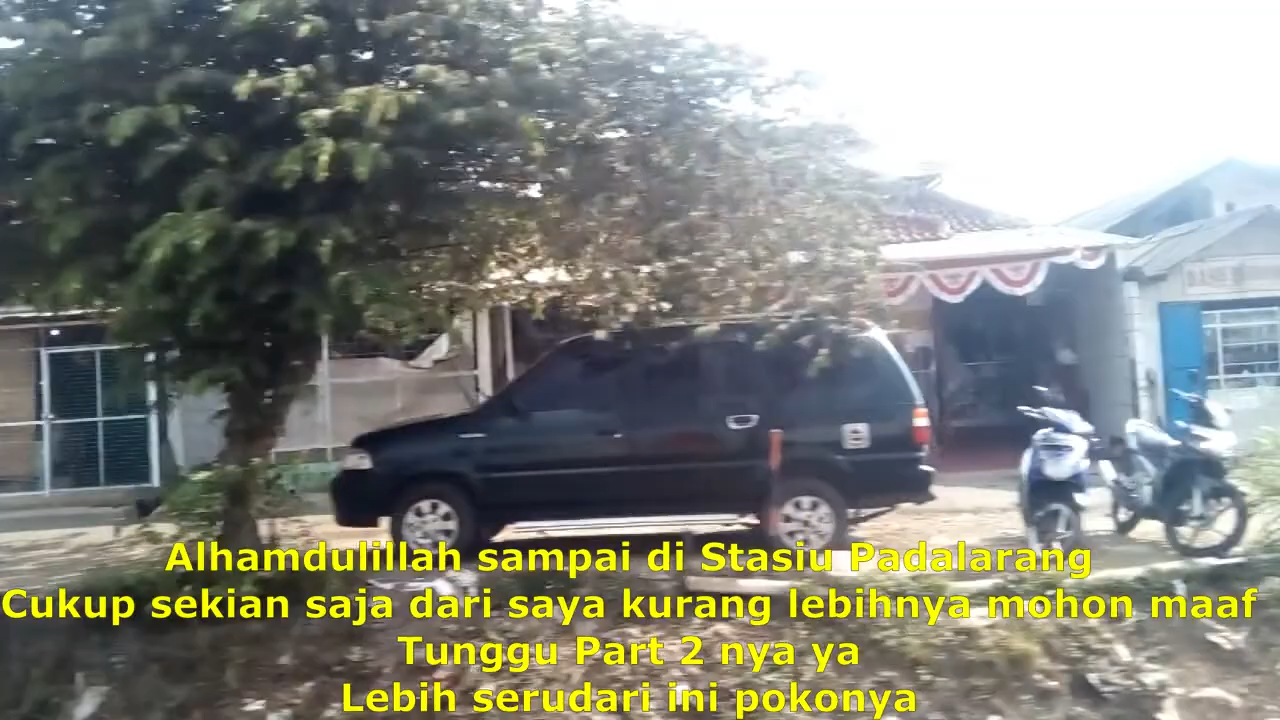 Alhamdulillah sampai di Stasiu Padalarang
Cukup sekian saja dari saya kurang lebihnya mohon maaf
Tunggu Part 2 nya ya
Lebih serudari ini pokonya